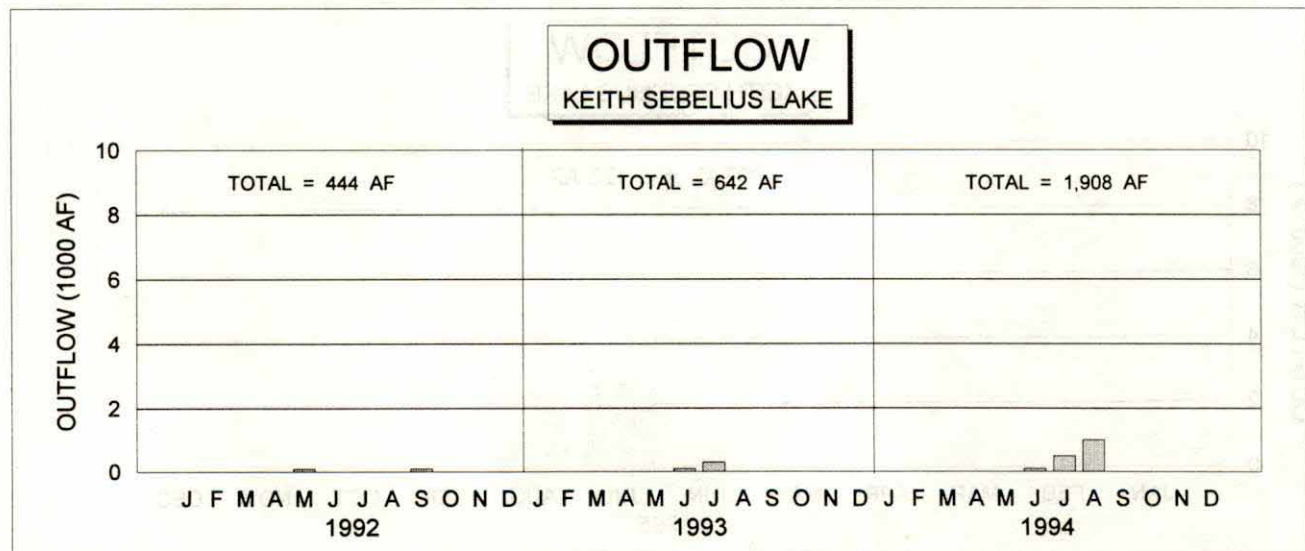 OUTFLOW
KEITH SEBELIUS LAKE
OUTFLOW (1000 AF)
10
8
6
4
2
0
TOTAL = 444 AF
TOTAL = 642 AF
TOTAL = 1,908 AF
J F M A M J J A S O N D J F M A M J J A S O N D J F M A M J J A S O N D
1992 1993 1994